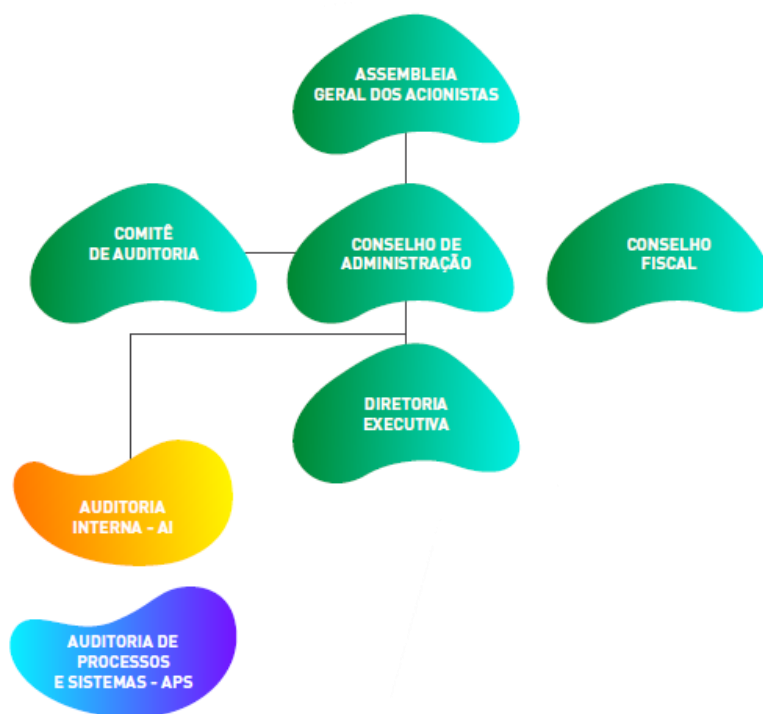 ASSEMBLEIA
GERAL DOS ACIONISTAS
COMITÊ
DE AUDITORIA
CONSELHO DE
ADMINISTRAÇÃO
CONSELHO
FISCAL
DIRETORIA
EXECUTIVA
AUDITORIA
INTERNA - AI
AUDITORIA DE
PROCESSOS
E SISTEMAS - APS